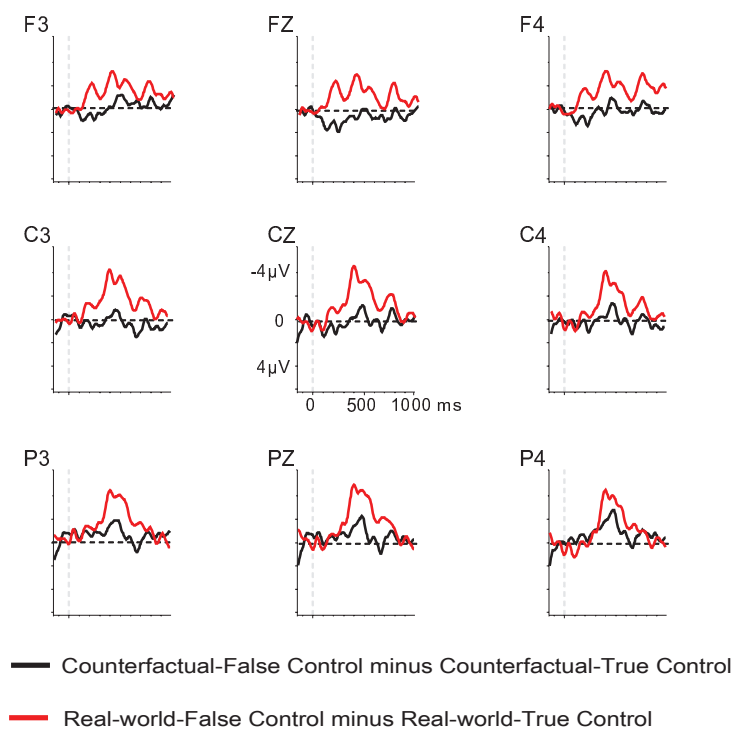 F3 FZ F4
C3 CZ C4
-4µV
0
4µV
0 500 1000 ms
P3 PZ P4
Counterfactual-False Control minus Counterfactual-True Control
Real-world-False Control minus Real-world-True Control